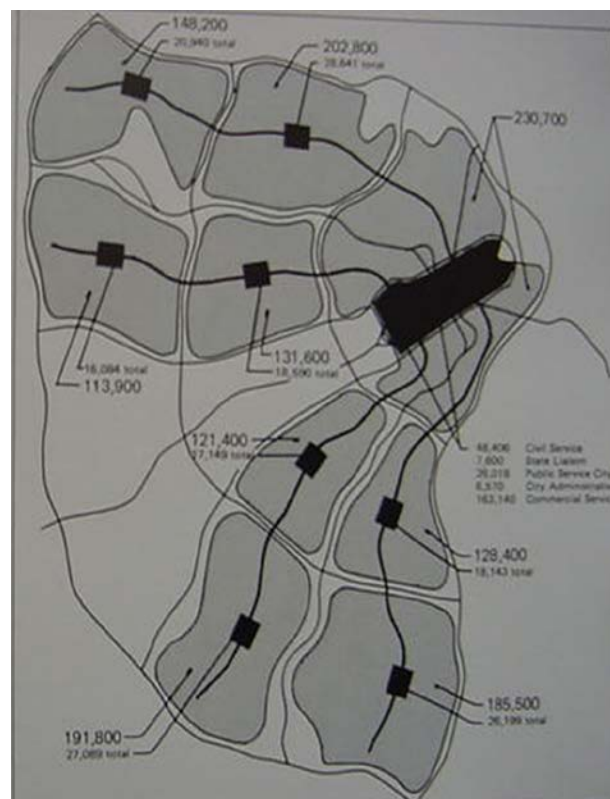 148,200
20,940 total
202,800
28,641 total
230,700
131,600
18,590 total
16,084 total
113,900
121,400
17,149 total
48,406 Civil Service
7,600 State Liaison
26,018 Public Service City
6,570 City Administrativ
163,140 Commercial Servic
128,400
18,143 total
185,500
26,199 total
191,800
27,089 total